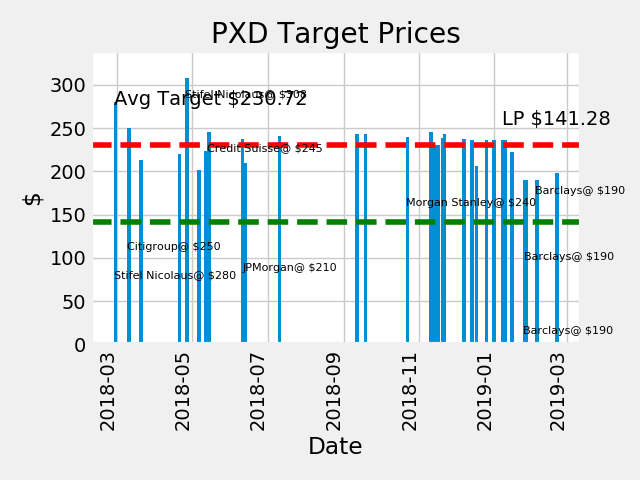 PXD Target Prices
300
250
200
150
100
50
0
$
Avg Target $230.72
LP $141.28
Stifel Nicolaus@ $308
Credit Suisse@ $245
Barclays@ $190
Morgan Stanley@ $240
Citigroup@ $250
Barclays@ $190
JPMorgan@ $210
Stifel Nicolaus@ $280
Barclays@ $190
2018-03
2018-05
2018-07
2018-09
2018-11
2019-01
2019-03
Date